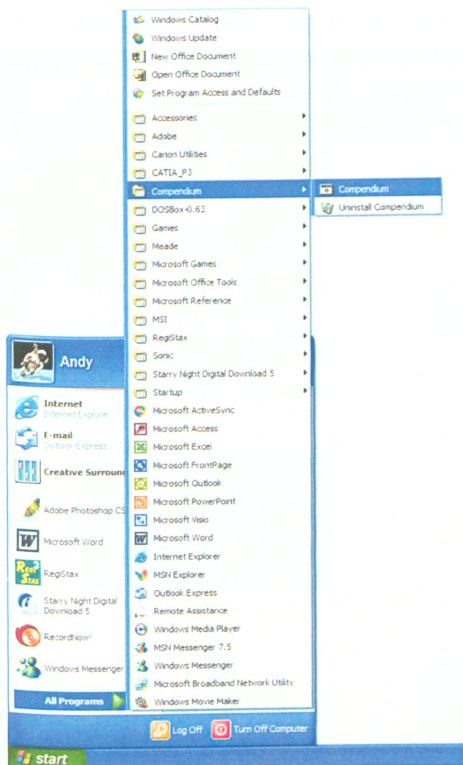 Windows Catalog
Windows Update
New Office Document
Open Office Document
Set Program Access and Defaults
Accessories
Adobe
Canon Utilities
CATIA_P3
Compendium
Compendium
DOSBox-0.63
Uninstall Compendium
Games
Meade
Microsoft Games
Microsoft Office Tools
Microsoft Reference
MSI
RegiStax
Sonic
Starry Night Digital Download 5
Startup
Microsoft ActiveSync
Microsoft Access
Microsoft Excel
Microsoft FrontPage
Microsoft Outlook
Microsoft PowerPoint
Microsoft Visio
Microsoft Word
Internet Explorer
MSN Explorer
Outlook Express
Remote Assistance
Windows Media Player
MSN Messenger 7.5
Windows Messenger
Microsoft Broadband Network Utility
Windows Movie Maker
Andy
Internet
Internet Explorer
E-mail
Outlook Express
Creative Surround
Adobe Photoshop CS
W Microsoft Word
REGI STAX
RegiStax
Starry Night Digital
Download 5
RecordNow!
Windows Messenger
All Programs
Log Off Turn Off Computer
start